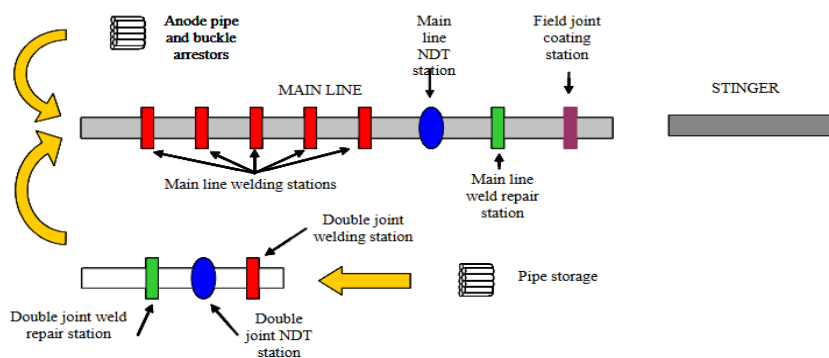 Anode pipe
and buckle
arrestors
Main
line
NDT
station
Field joint
coating
station
MAIN LINE
STINGER
Main line welding stations
Main line
weld repair
station
Double joint
welding station
Pipe storage
Double joint weld
repair station
Double
joint NDT
station